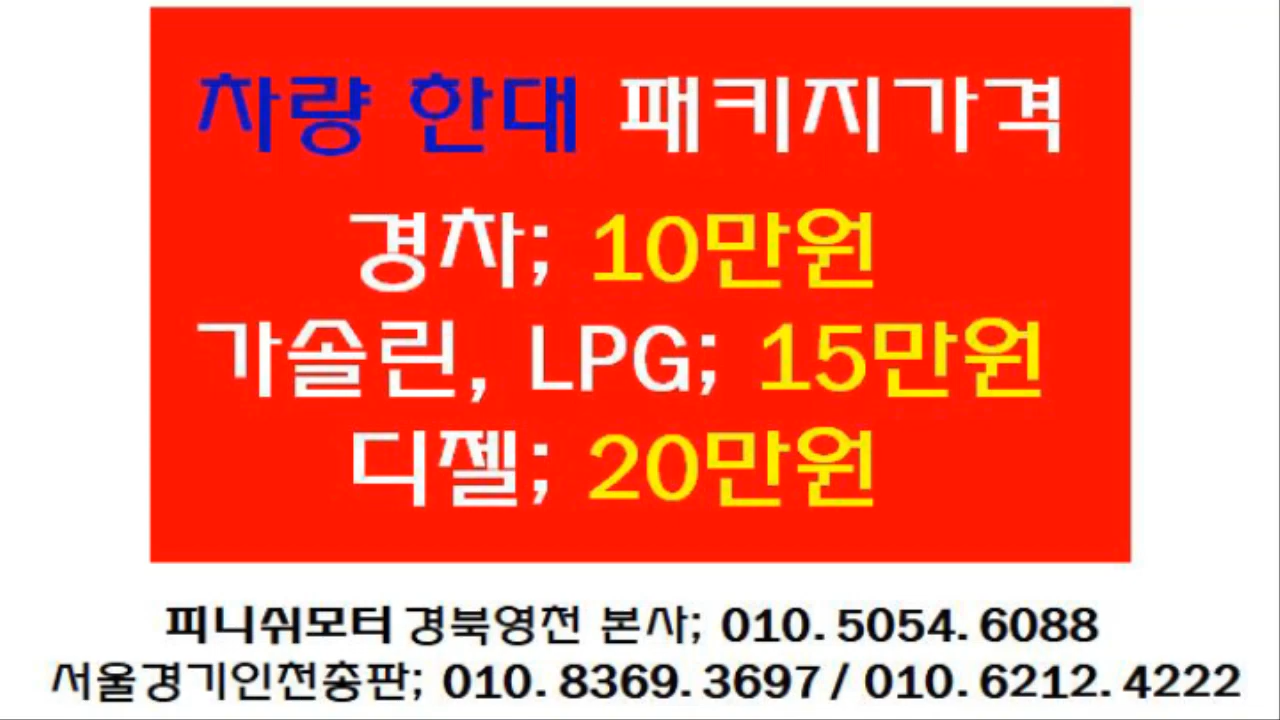 차량 한대 패키지가격
경차; 10만원
가솔린, LPG; 15만원
디젤; 20만원
피니쉬모터 경북영천 본사; 010. 5054. 6088
서울경기인천총판; 010. 8369. 3697 / 010. 6212. 4222